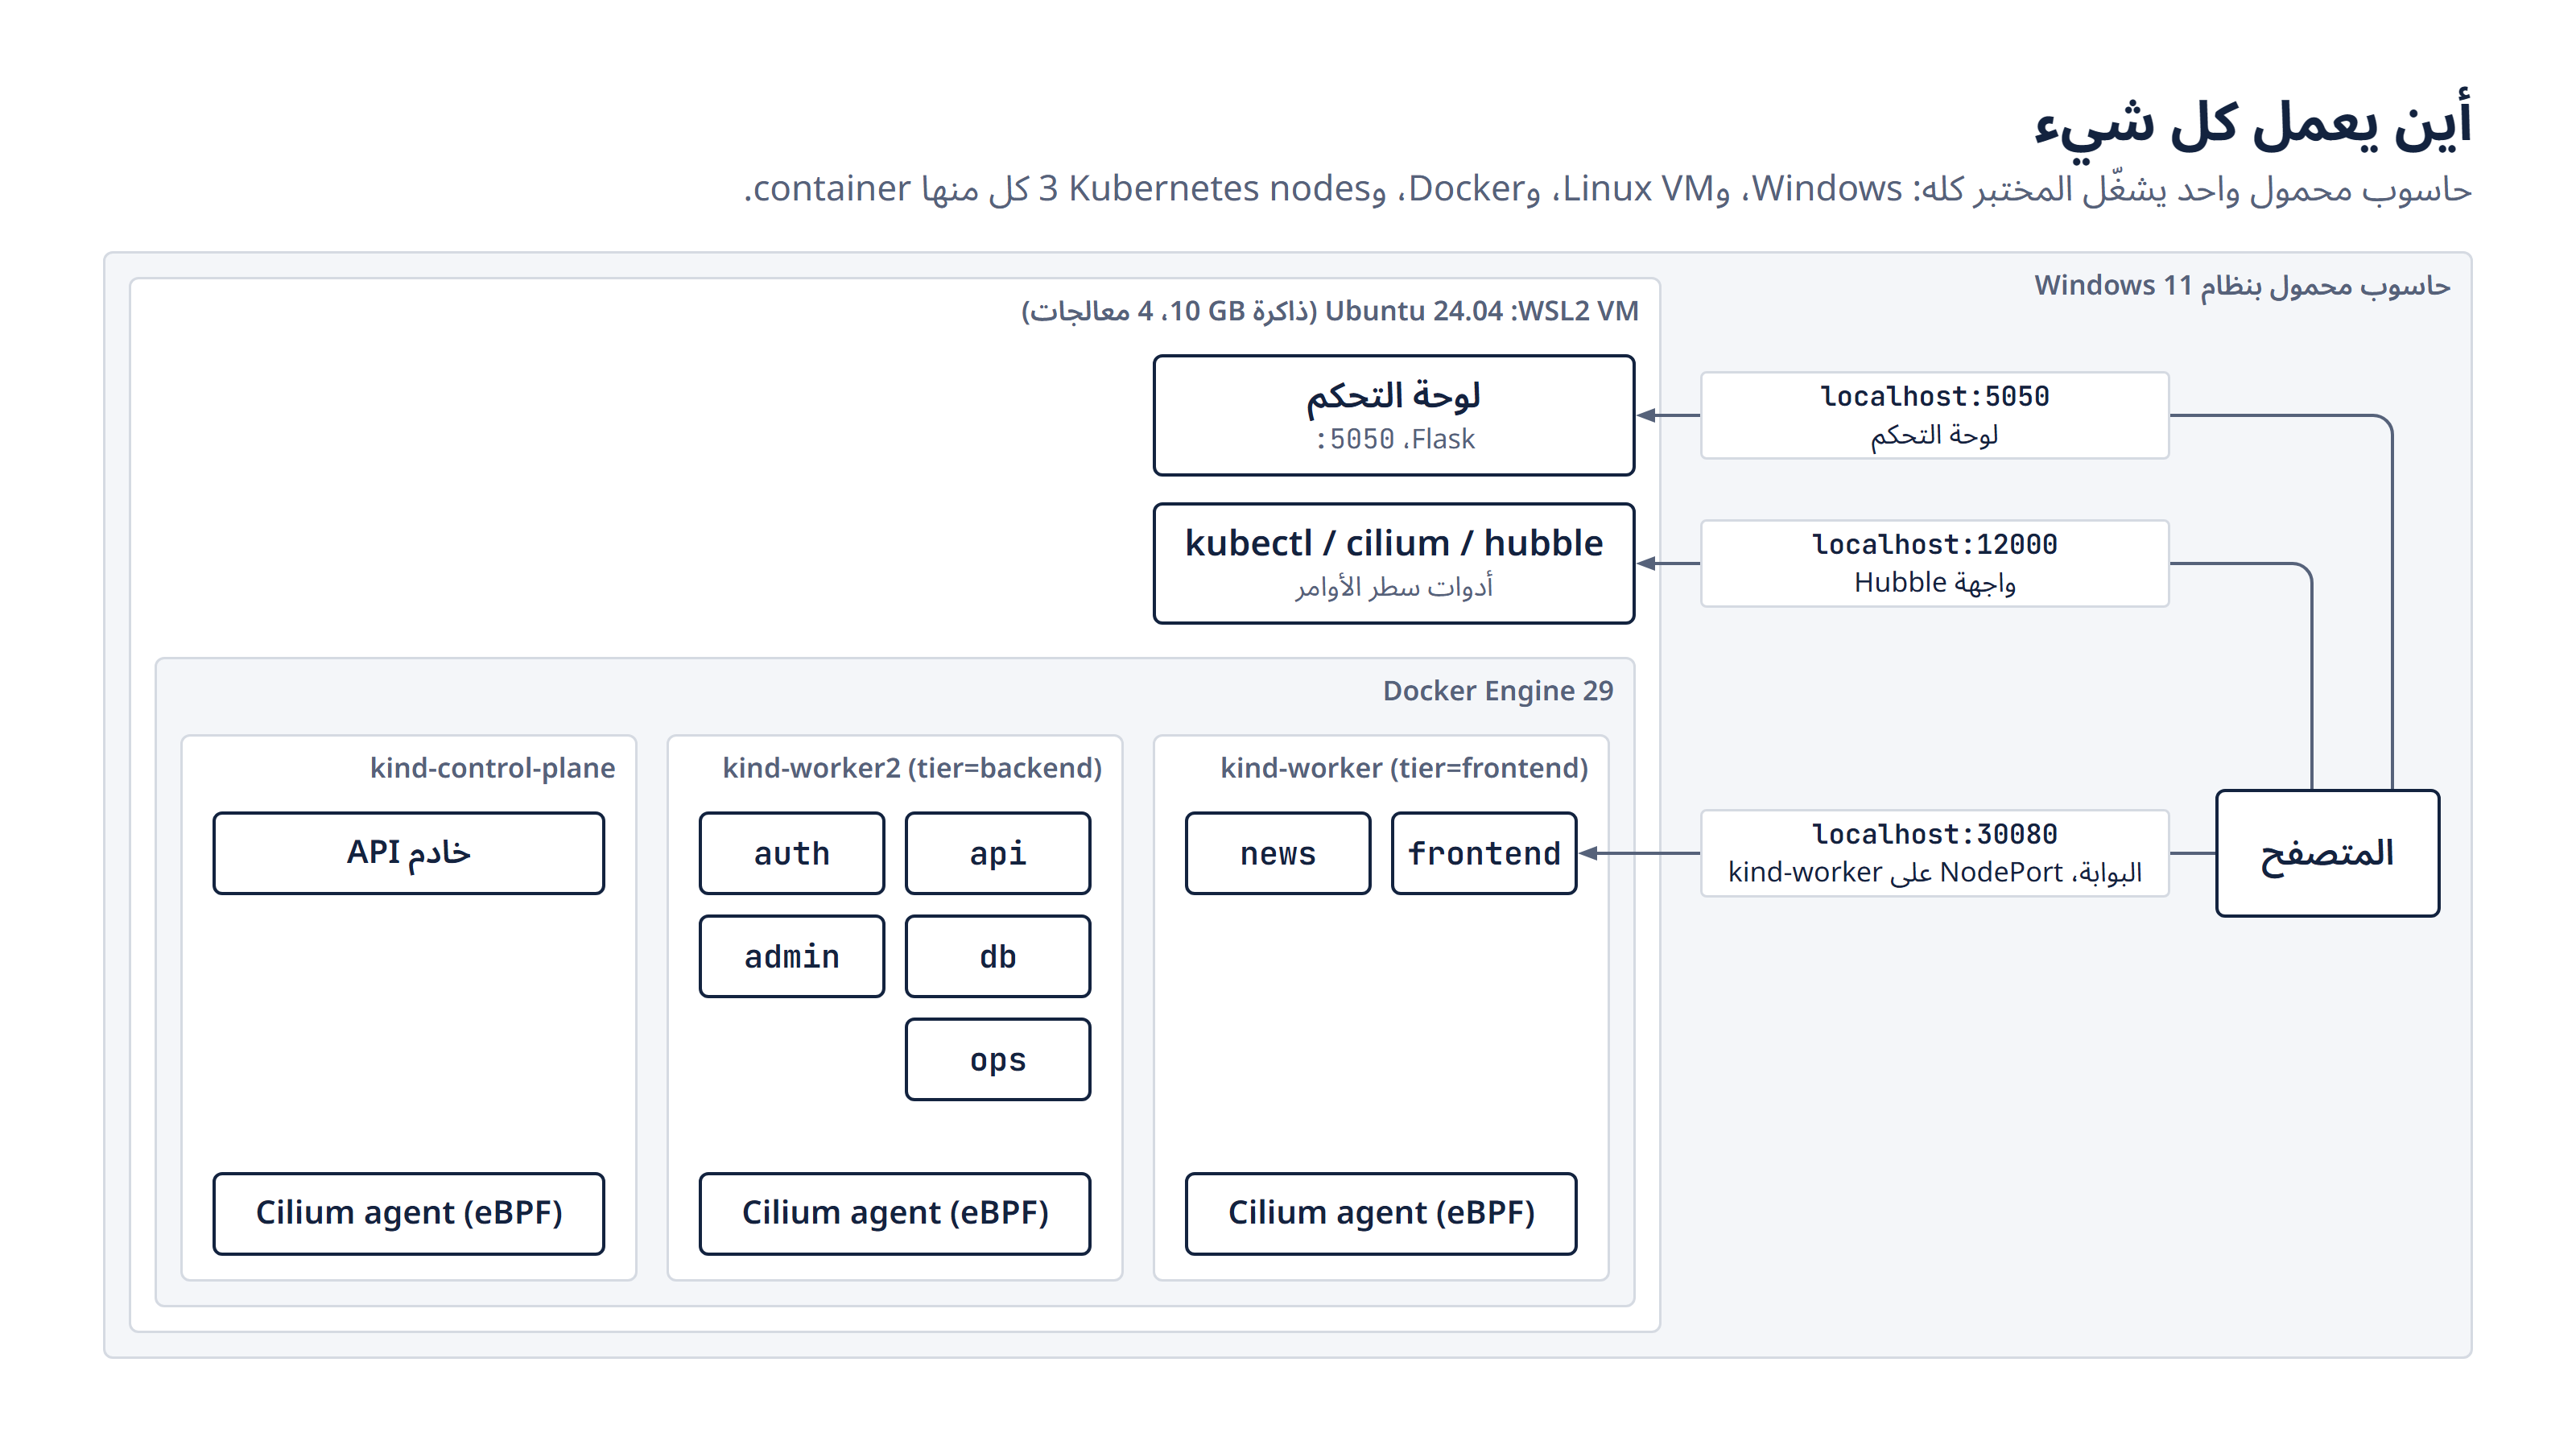 أين يعمل كل شيء
حاسوب محمول واحد يشغّل المختبر كله: Windows، وLinux VM، وDocker، و3 Kubernetes nodes كل منها container.
حاسوب محمول بنظام Windows 11
WSL2 VM: Ubuntu 24.04 (ذاكرة 10 GB، 4 معالجات)
localhost:5050
لوحة التحكم
لوحة التحكم
Flask، :5050
localhost:12000
واجهة Hubble
kubectl / cilium / hubble
أدوات سطر الأوامر
Docker Engine 29
المتصفح
localhost:30080
البوابة، NodePort على kind-worker
kind-worker (tier=frontend)
frontend
news
Cilium agent (eBPF)
kind-worker2 (tier=backend)
api
auth
db
admin
ops
Cilium agent (eBPF)
kind-control-plane
خادم API
Cilium agent (eBPF)